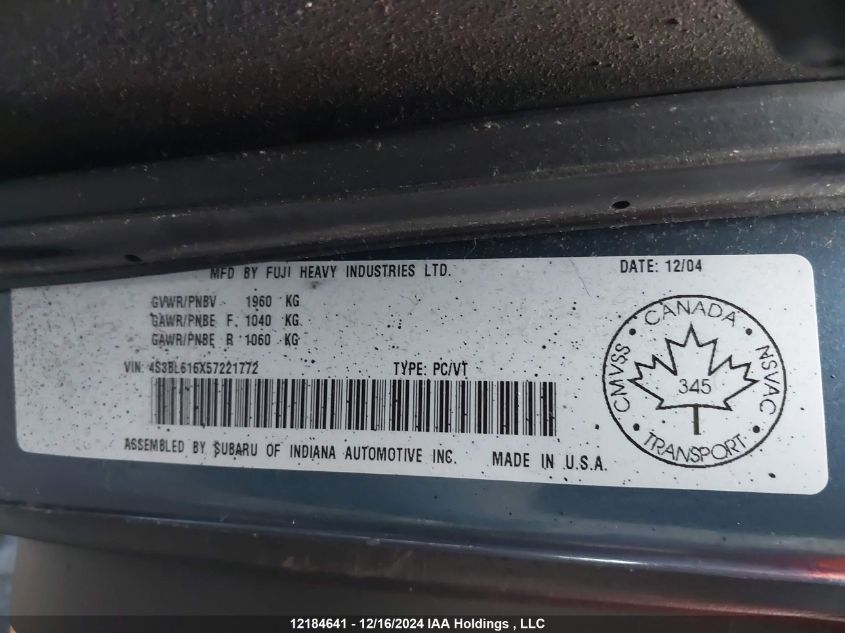 MFD BY FUJI HEAVY INDUSTRIES LTD. DATE: 12/04
GVWR/PNBV 1960 KG
GAWR/PNBE F. 1040 KG
GAWR/PNBE R 1060 KG
VIN: 4S3BL616X57221772 TYPE: PC/VT
ASSEMBLED BY SUBARU OF INDIANA AUTOMOTIVE INC. MADE IN U.S.A.
CANADA
CMVSS
NSVAC
345
TRANSPORT
12184641 - 12/16/2024 IAA Holdings , LLC